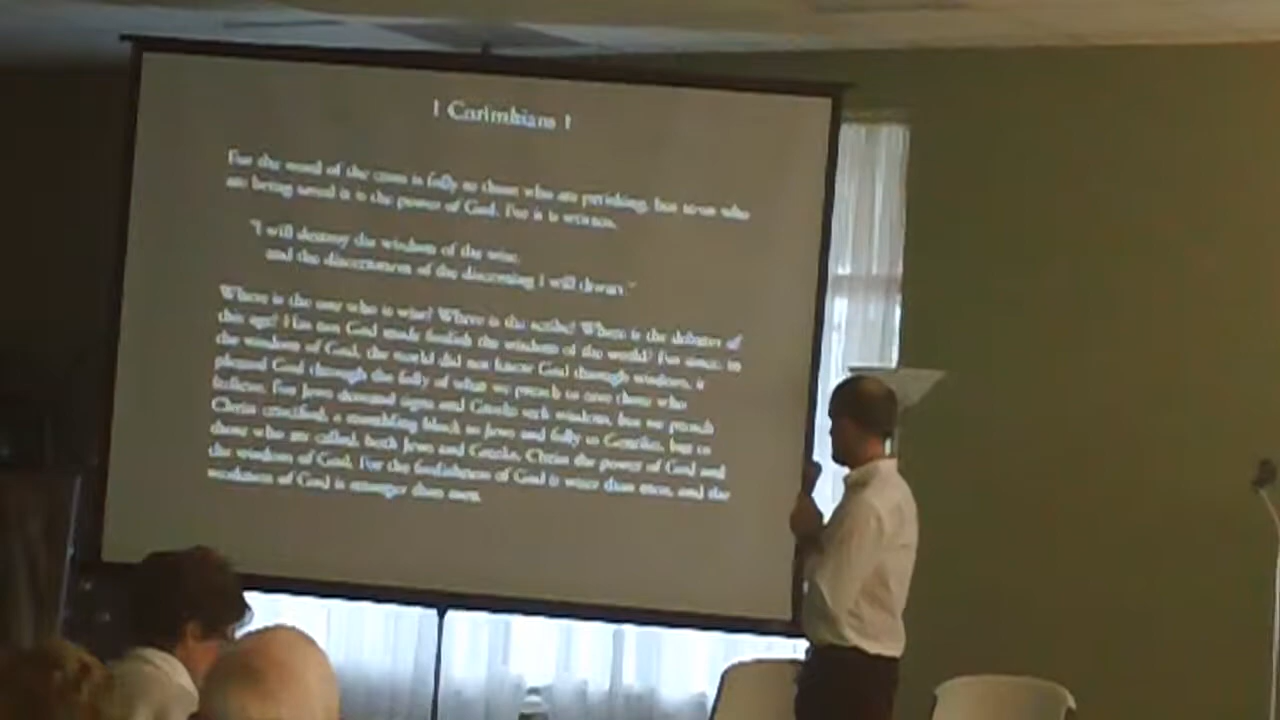 1 Corinthians 1
For the word of the cross is folly to those who are perishing, but to us who
are being saved it is the power of God. For it is written,
"I will destroy the wisdom of the wise,
and the discernment of the discerning I will thwart."
Where is the one who is wise? Where is the scribe? Where is the debater of
this age? Has not God made foolish the wisdom of the world? For since, in
the wisdom of God, the world did not know God through wisdom, it
pleased God through the folly of what we preach to save those who
believe. For Jews demand signs and Greeks seek wisdom, but we preach
Christ crucified, a stumbling block to Jews and folly to Gentiles, but to
those who are called, both Jews and Greeks, Christ the power of God and
the wisdom of God. For the foolishness of God is wiser than men, and the
weakness of God is stronger than men.